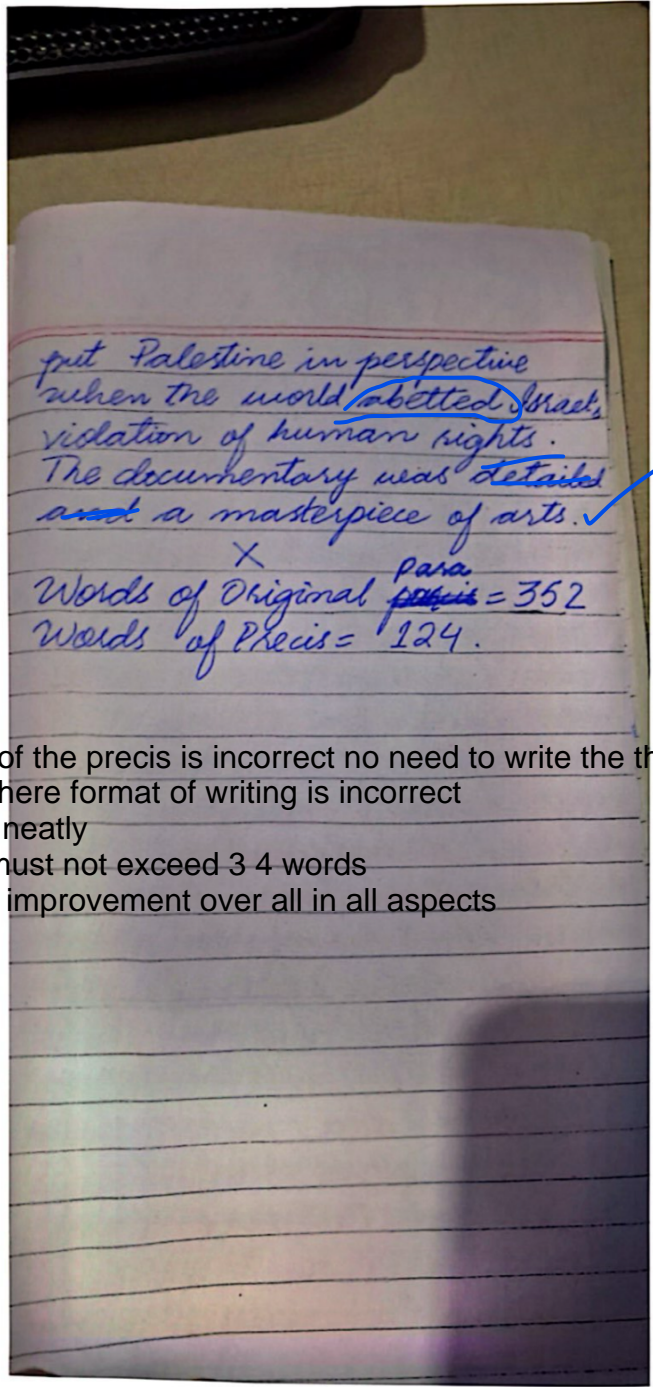 put Palestine in perspective
when the world abetted Israel's
violation of human rights.
The documentary was detailed
and a masterpiece of arts.
X
para
Words of Original = 352
Words of Precis = 124.
of the precis is incorrect no need to write the th
here format of writing is incorrect
neatly
must not exceed 3 4 words
improvement over all in all aspects